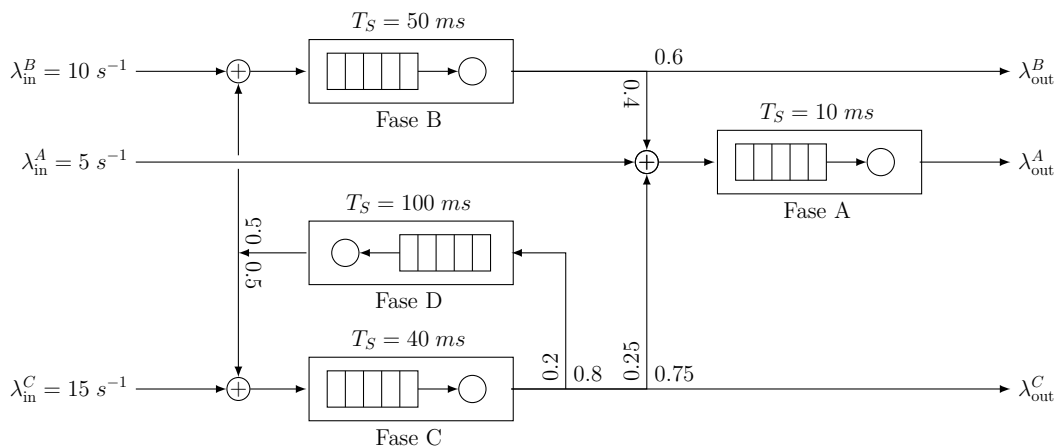 T_S = 50 ms
λ_in^B = 10 s⁻¹
0.6
λ_out^B
Fase B
0.4
T_S = 10 ms
λ_in^A = 5 s⁻¹
λ_out^A
Fase A
T_S = 100 ms
0.5
0.5
Fase D
T_S = 40 ms
0.2
0.8
0.25
0.75
λ_in^C = 15 s⁻¹
λ_out^C
Fase C